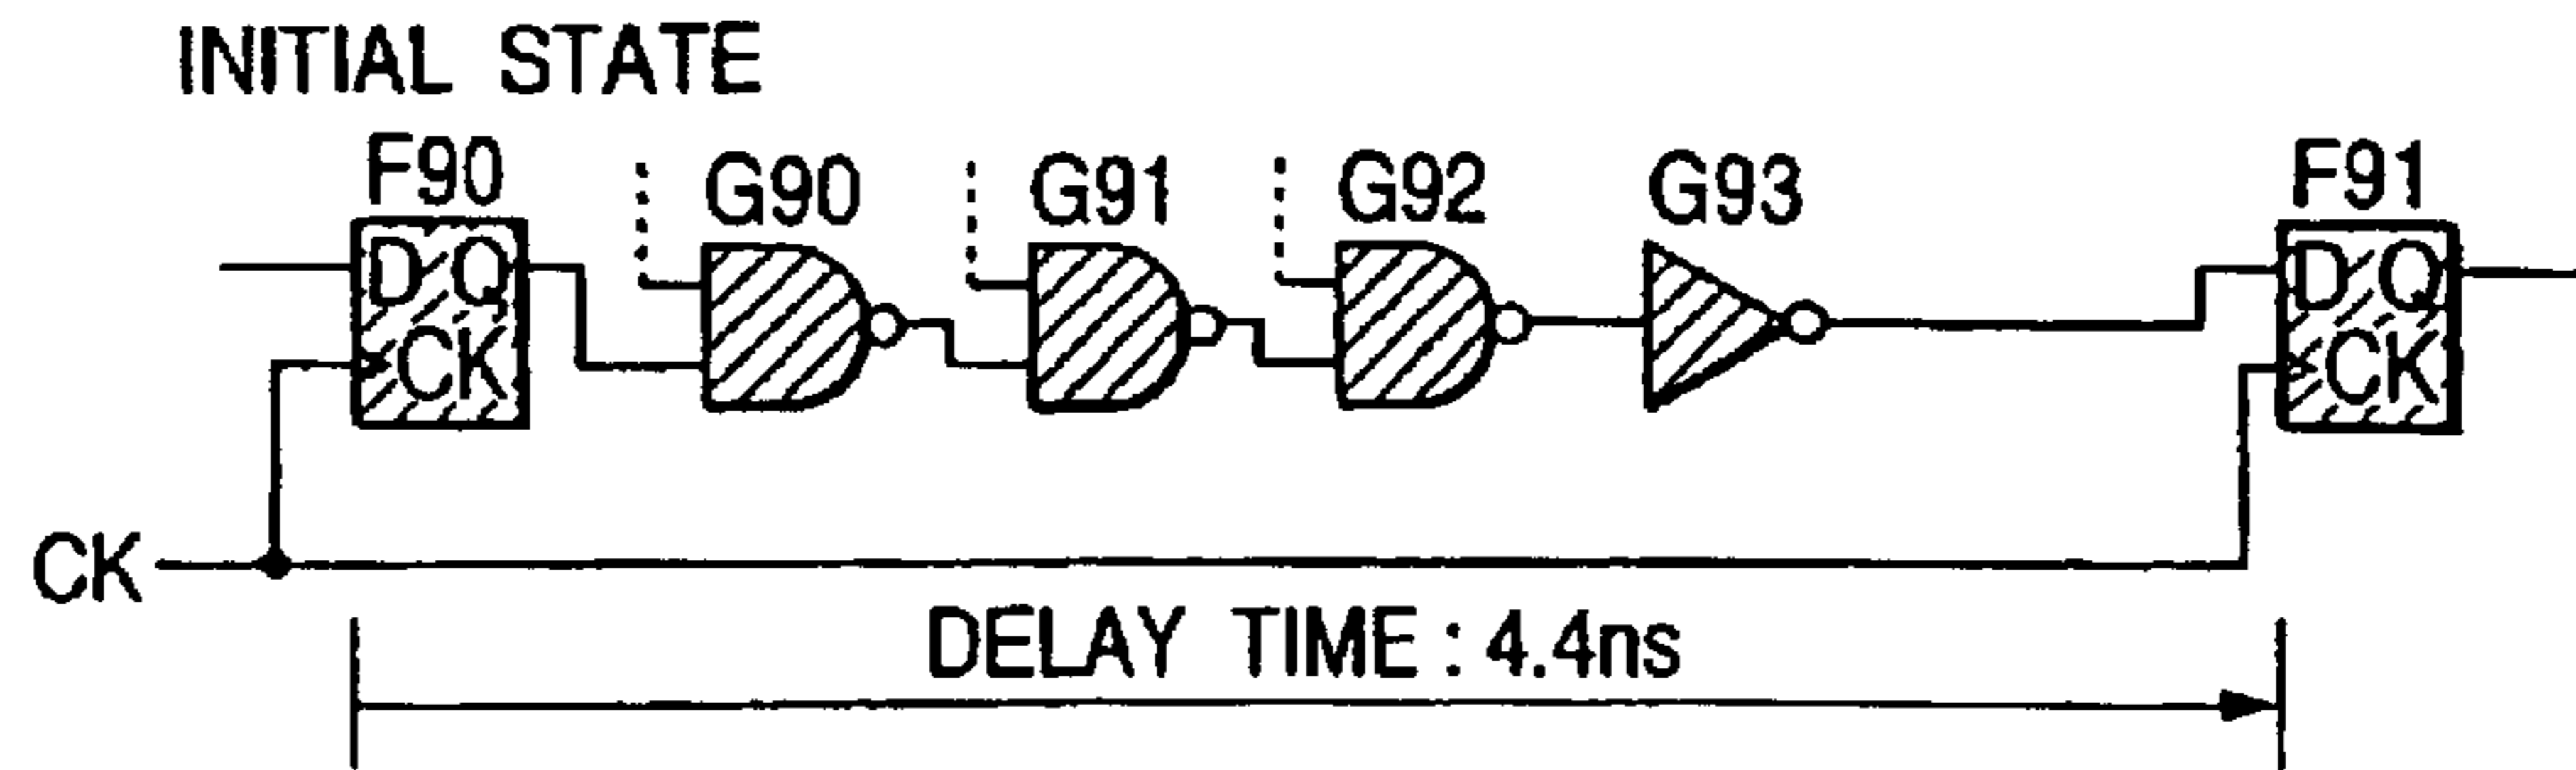 INITIAL STATE
F90 G90 G91 G92 G93 F91
D Q D Q
CK CK
CK
DELAY TIME : 4.4ns